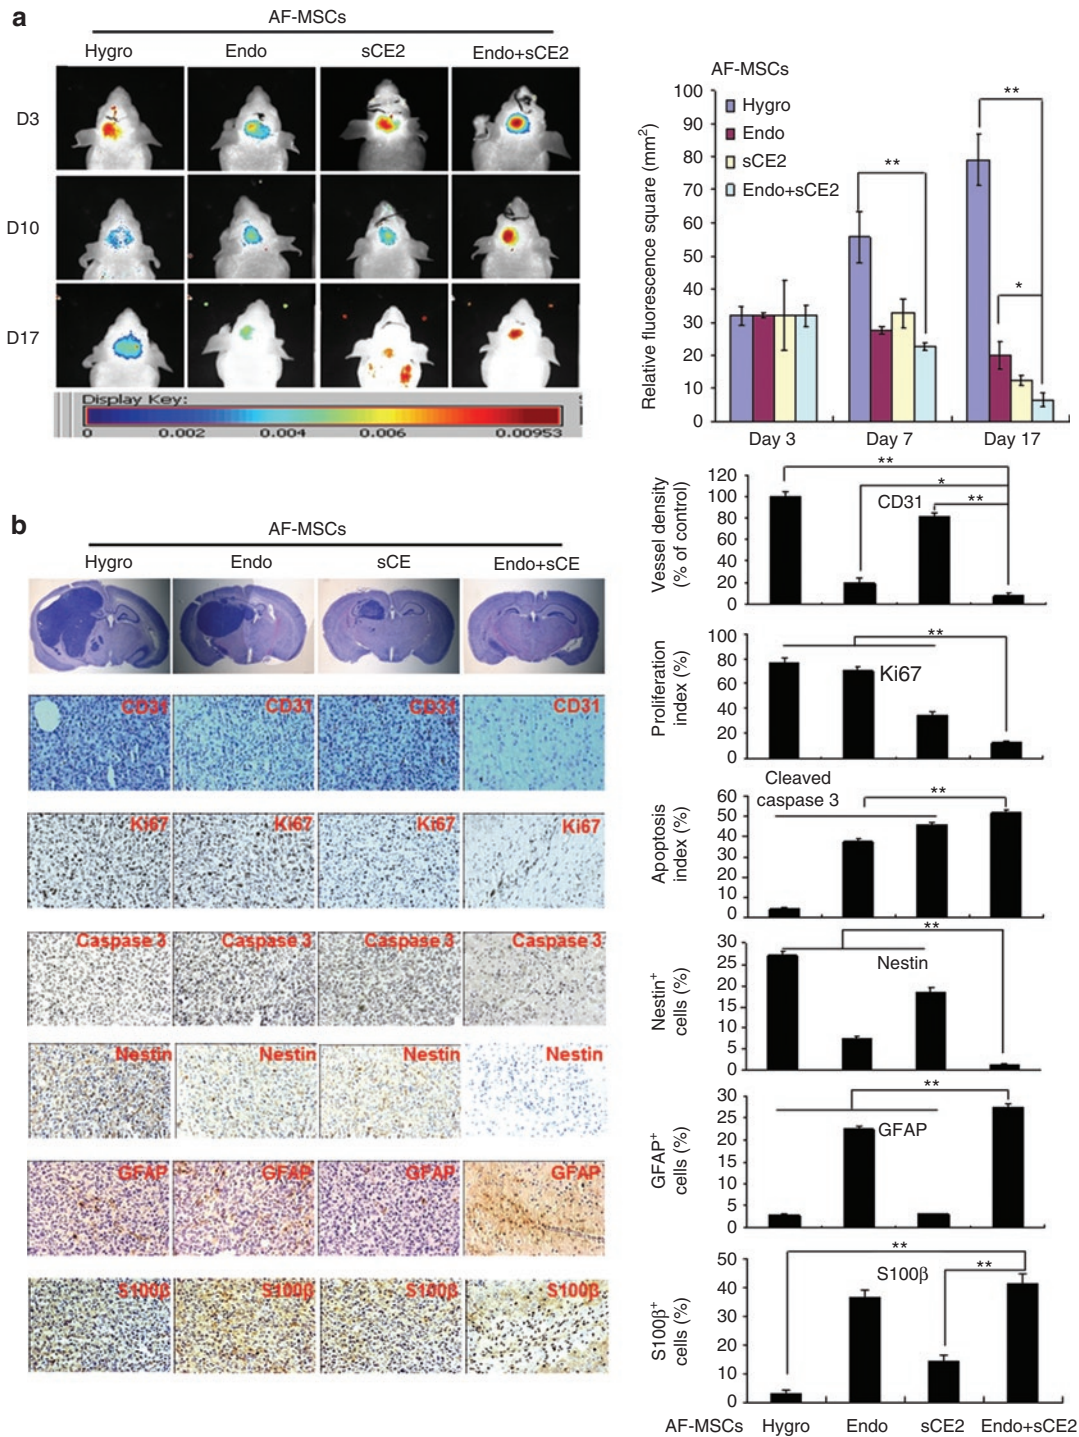 a
AF-MSCs
Hygro Endo sCE2 Endo+sCE2
D3
D10
D17
Display Key:
0 0.002 0.004 0.006 0.00953
AF-MSCs
Hygro
Endo
sCE2
Endo+sCE2
Relative fluorescence square (mm²)
100
90
80
70
60
50
40
30
20
10
0
**
**
*
Day 3 Day 7 Day 17
b
AF-MSCs
Hygro Endo sCE Endo+sCE
CD31 CD31 CD31 CD31
Ki67 Ki67 Ki67 Ki67
Caspase 3 Caspase 3 Caspase 3 Caspase 3
Nestin Nestin Nestin Nestin
GFAP GFAP GFAP GFAP
S100β S100β S100β S100β
Vessel density
(% of control)
120
100
80
60
40
20
0
**
*
**
CD31
Proliferation
index (%)
100
80
60
40
20
0
**
Ki67
Apoptosis
index (%)
60
50
40
30
20
10
0
Cleaved
caspase 3
**
Nestin⁺
cells (%)
30
25
20
15
10
5
0
**
Nestin
GFAP⁺
cells (%)
30
25
20
15
10
5
0
**
GFAP
S100β⁺
cells (%)
50
40
30
20
10
0
**
S100β
**
AF-MSCs Hygro Endo sCE2 Endo+sCE2